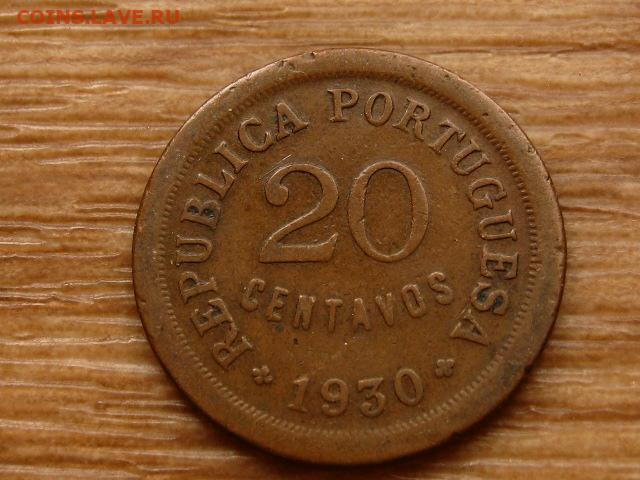 COINS.LAVE.RU
REPUBLICA PORTUGUESA
20
CENTAVOS
* 1930 *